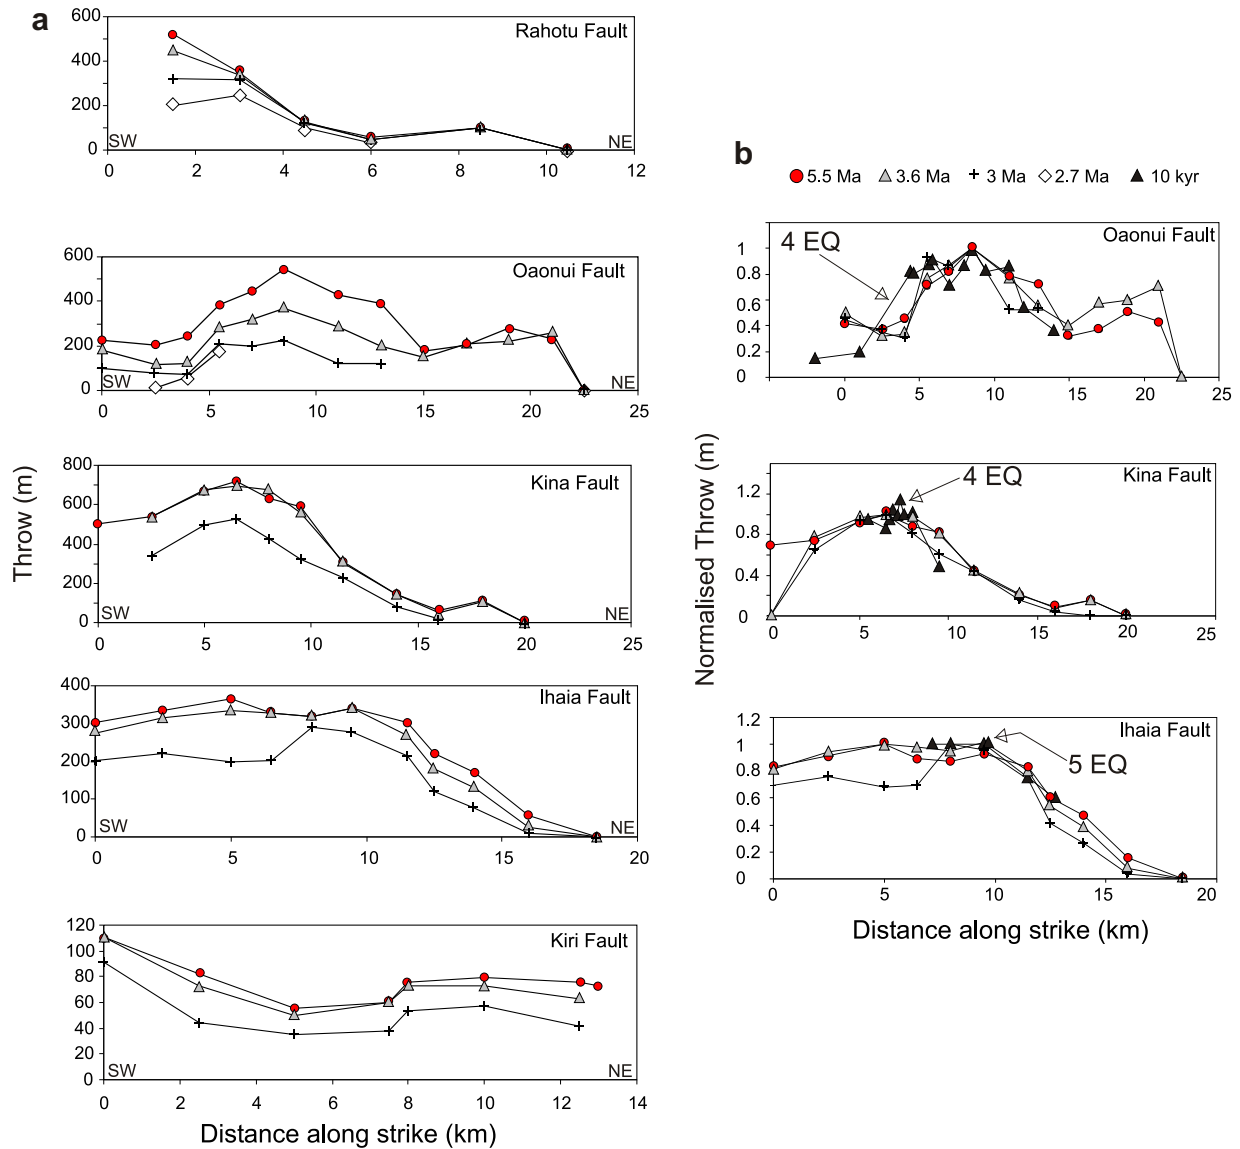 a
600
400
200
0
Rahotu Fault
SW
NE
0 2 4 6 8 10 12
600
400
200
0
Oaonui Fault
SW
NE
0 5 10 15 20 25
Throw (m)
800
600
400
200
0
Kina Fault
SW
NE
0 5 10 15 20 25
400
300
200
100
0
Ihaia Fault
SW
NE
0 5 10 15 20
120
100
80
60
40
20
0
Kiri Fault
SW
NE
0 2 4 6 8 10 12 14
Distance along strike (km)
b
5.5 Ma 3.6 Ma 3 Ma 2.7 Ma 10 kyr
Normalised Throw (m)
1
0.8
0.6
0.4
0.2
0
4 EQ
Oaonui Fault
0 5 10 15 20 25
1.2
0.8
0.4
0
4 EQ
Kina Fault
0 5 10 15 20 25
1.2
1
0.8
0.6
0.4
0.2
0
Ihaia Fault
5 EQ
0 5 10 15 20
Distance along strike (km)